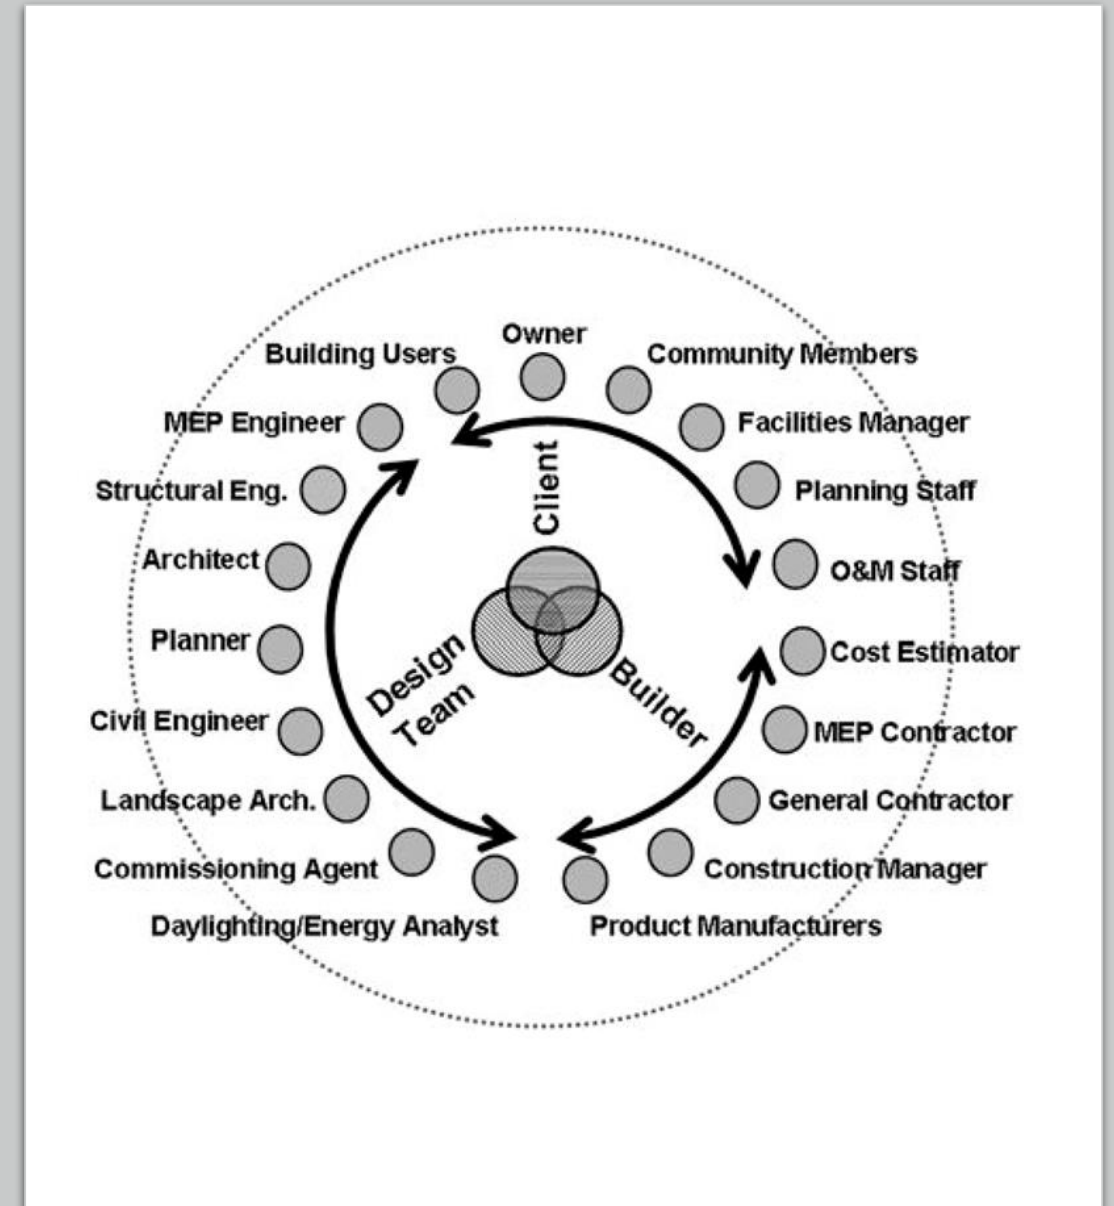 Owner
Building Users
Community Members
MEP Engineer
Facilities Manager
Structural Eng.
Planning Staff
Architect
O&M Staff
Planner
Cost Estimator
Civil Engineer
MEP Contractor
Landscape Arch.
General Contractor
Commissioning Agent
Construction Manager
Daylighting/Energy Analyst
Product Manufacturers
Client
Design
Team
Builder